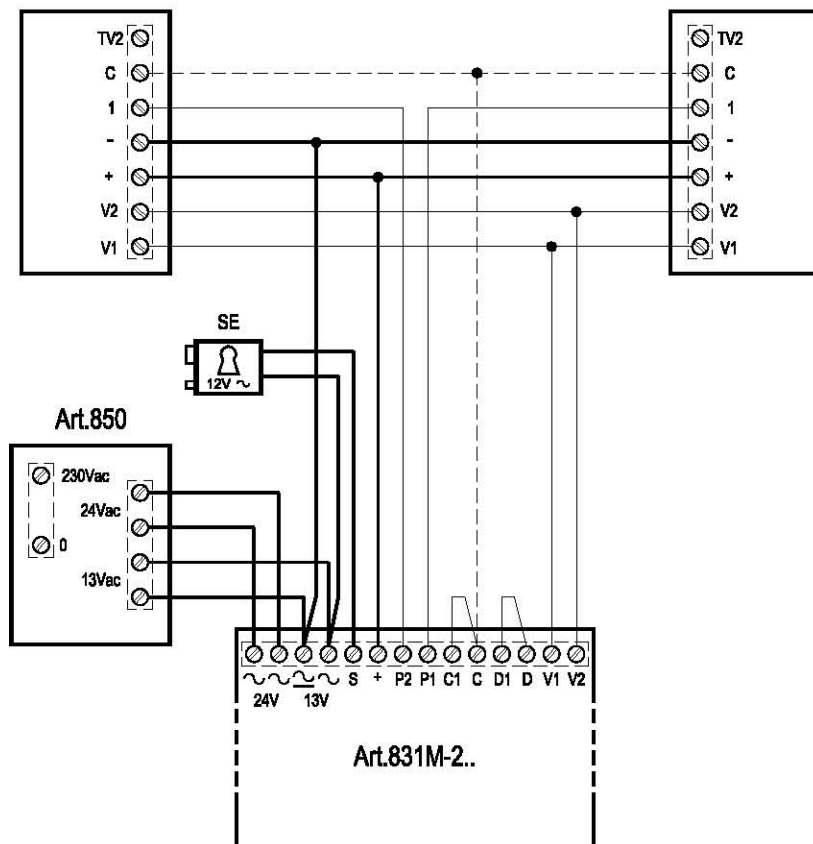 TV2 TV2
C C
1 1
- -
+ +
V2 V2
V1 V1
SE
12V ~
Art.850
230Vac
24Vac
0
13Vac
S + P2 P1 C1 C D1 D V1 V2
24V 13V
Art.831M-2..